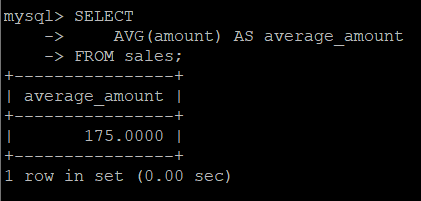 mysql> SELECT
    ->     AVG(amount) AS average_amount
    -> FROM sales;
+----------------+
| average_amount |
+----------------+
|       175.0000 |
+----------------+
1 row in set (0.00 sec)